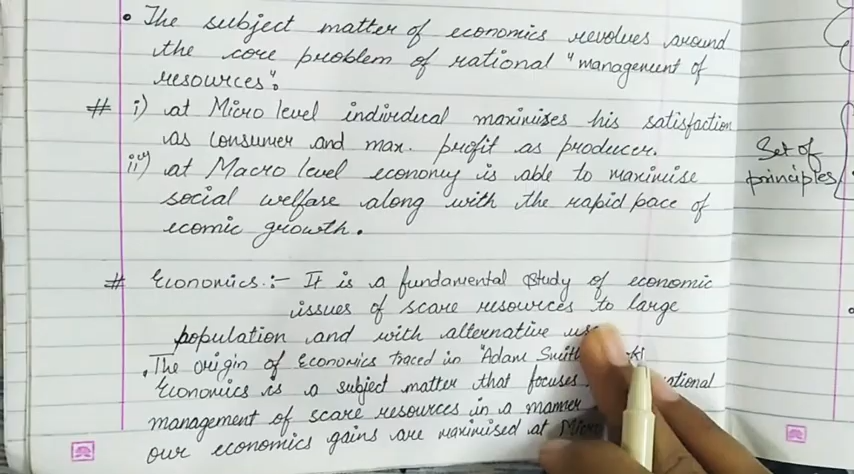 • The subject matter of economics revolves around
the core problem of rational "management of
resources".
# i) at Micro level individual maximizes his satisfaction
as consumer and max. profit as producer.
ii) at Macro level economy is able to maximise
social welfare along with the rapid pace of
ecomic growth.
# Economics :- It is a fundamental study of economic
issues of scare resources to large
population and with alternative
• The origin of Economics traced in "Adam
Economics is a subject matter that focuses
management of scare resources in a manner
our economics gains are maximised at
Set of
principles